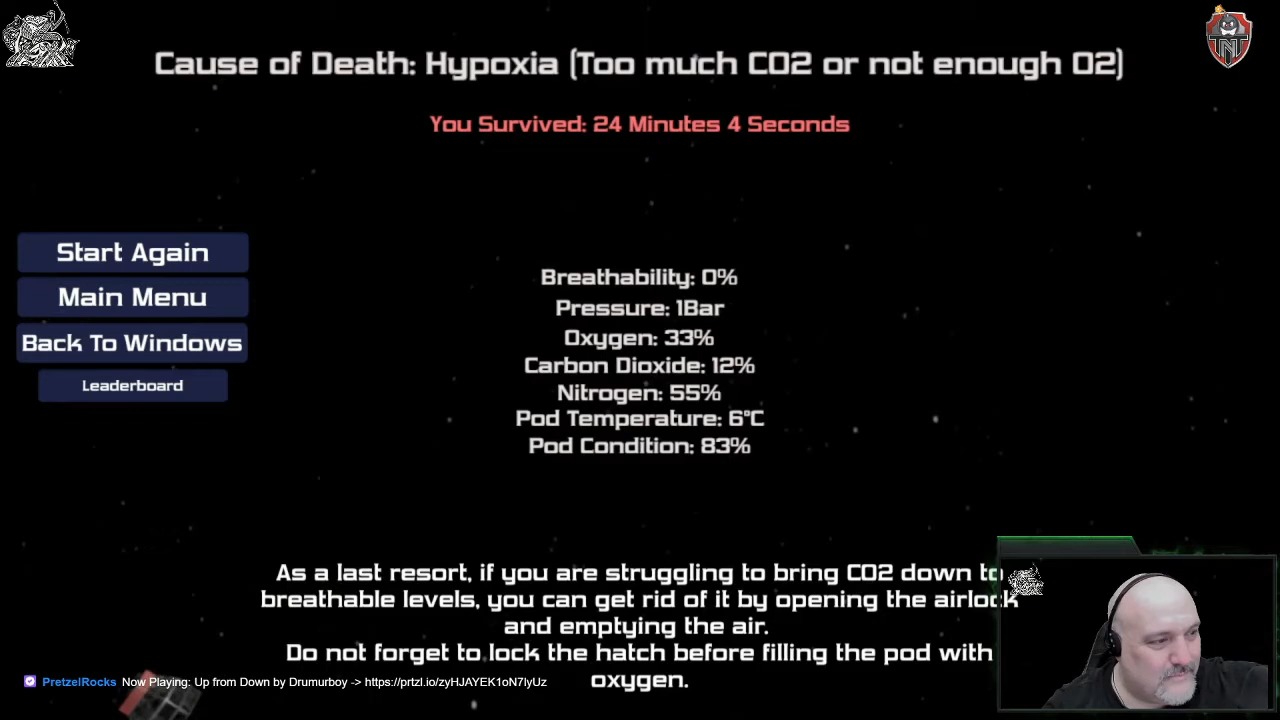 Cause of Death: Hypoxia (Too much CO2 or not enough O2)
You Survived: 24 Minutes 4 Seconds
Start Again
Main Menu
Back To Windows
Leaderboard
Breathability: 0%
Pressure: 1Bar
Oxygen: 33%
Carbon Dioxide: 12%
Nitrogen: 55%
Pod Temperature: 6°C
Pod Condition: 83%
As a last resort, if you are struggling to bring CO2 down to
breathable levels, you can get rid of it by opening the airlock
and emptying the air.
Do not forget to lock the hatch before filling the pod with
oxygen.
PretzelRocks Now Playing: Up from Down by Drumurboy -> https://prtzl.io/zyHJAYEK1oN7lyUz
TNT